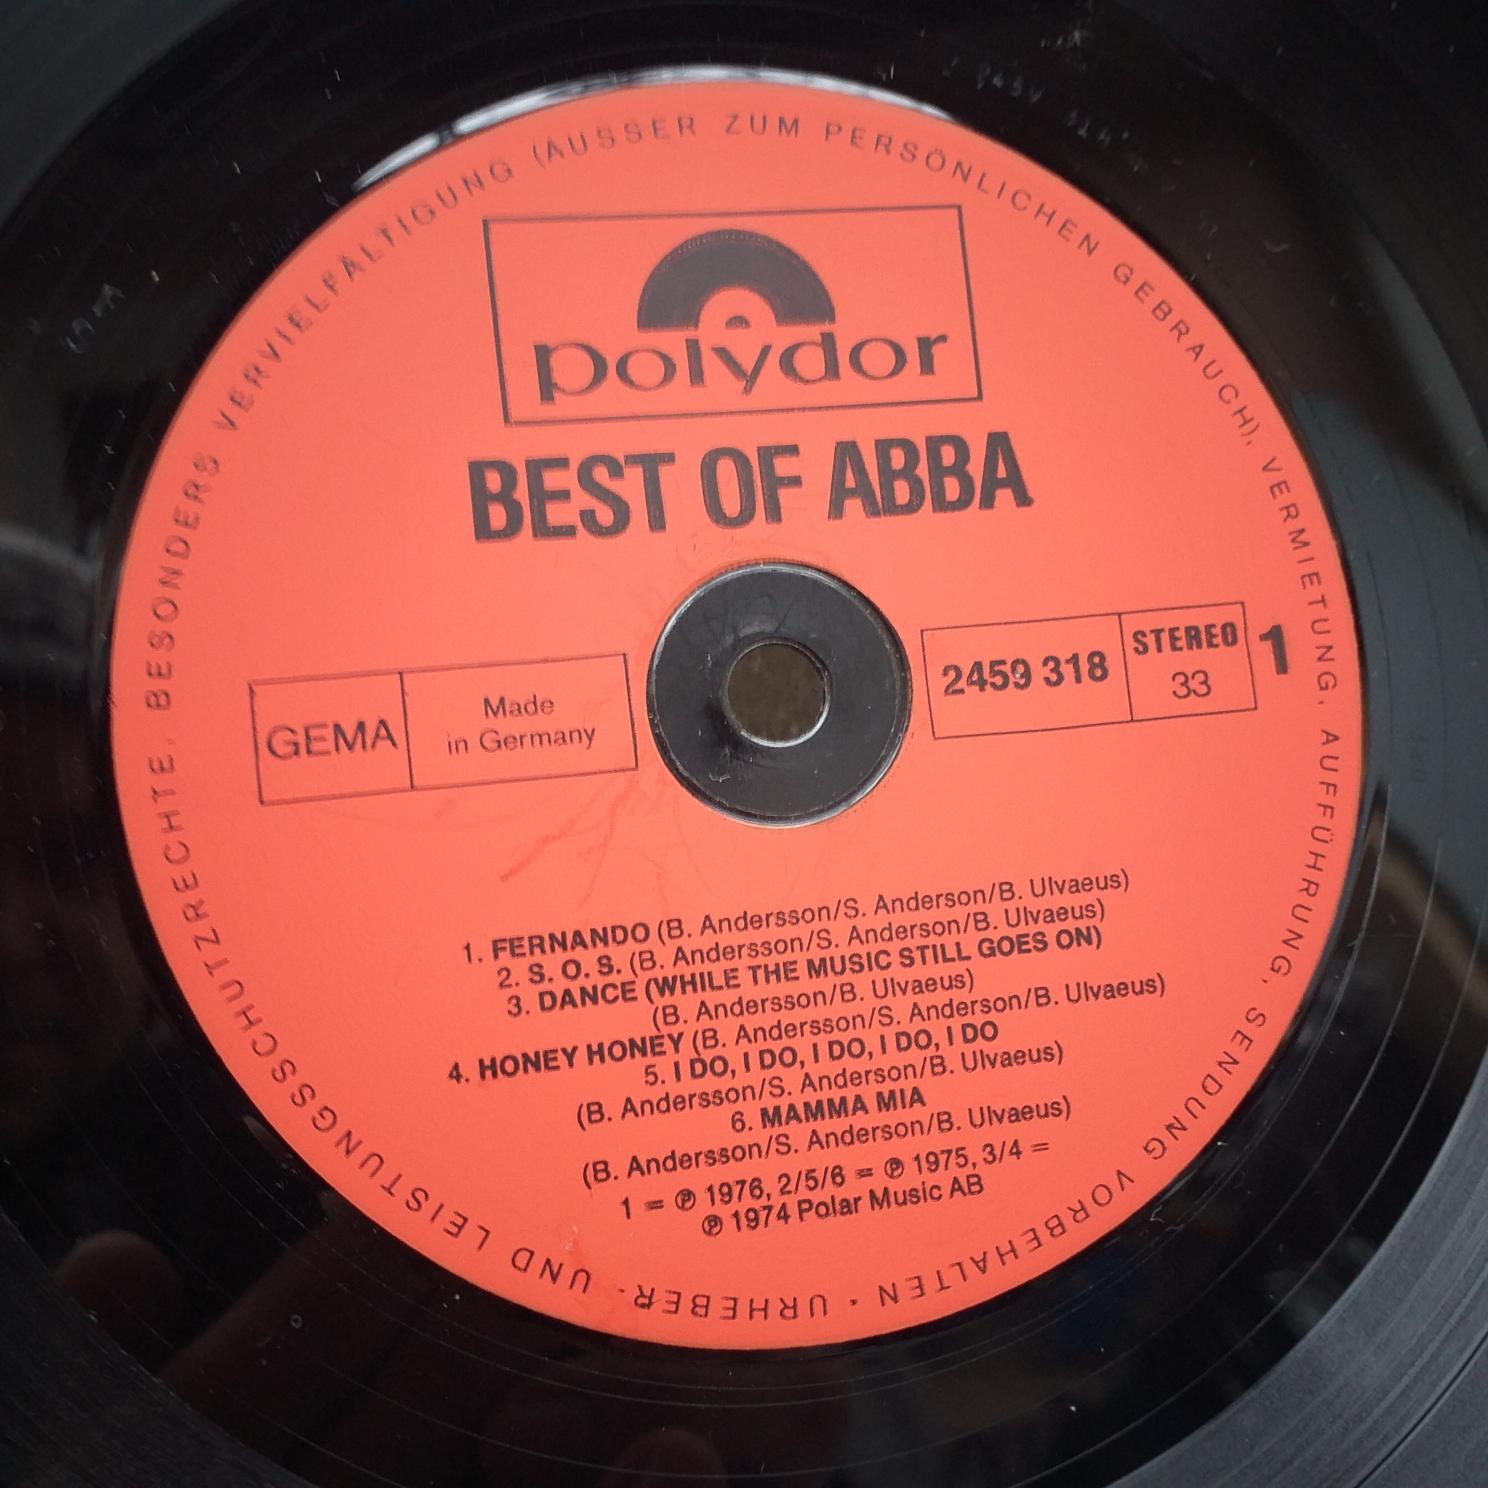 polydor
BEST OF ABBA
GEMA
Made
in Germany
2459 318
STEREO
33
1
1. FERNANDO (B. Andersson/S. Anderson/B. Ulvaeus)
2. S. O. S. (B. Andersson/S. Anderson/B. Ulvaeus)
3. DANCE (WHILE THE MUSIC STILL GOES ON)
(B. Andersson/B. Ulvaeus)
4. HONEY HONEY (B. Andersson/S. Anderson/B. Ulvaeus)
5. I DO, I DO, I DO, I DO, I DO
(B. Andersson/S. Anderson/B. Ulvaeus)
6. MAMMA MIA
(B. Andersson/S. Anderson/B. Ulvaeus)
1 = ℗ 1976, 2/5/6 = ℗ 1975, 3/4 =
℗ 1974 Polar Music AB
URHEBER- UND LEISTUNGSSCHUTZRECHTE, BESONDERS VERVIELFÄLTIGUNG (AUSSER ZUM PERSÖNLICHEN GEBRAUCH), VERMIETUNG, AUFFÜHRUNG, SENDUNG VORBEHALTEN ·